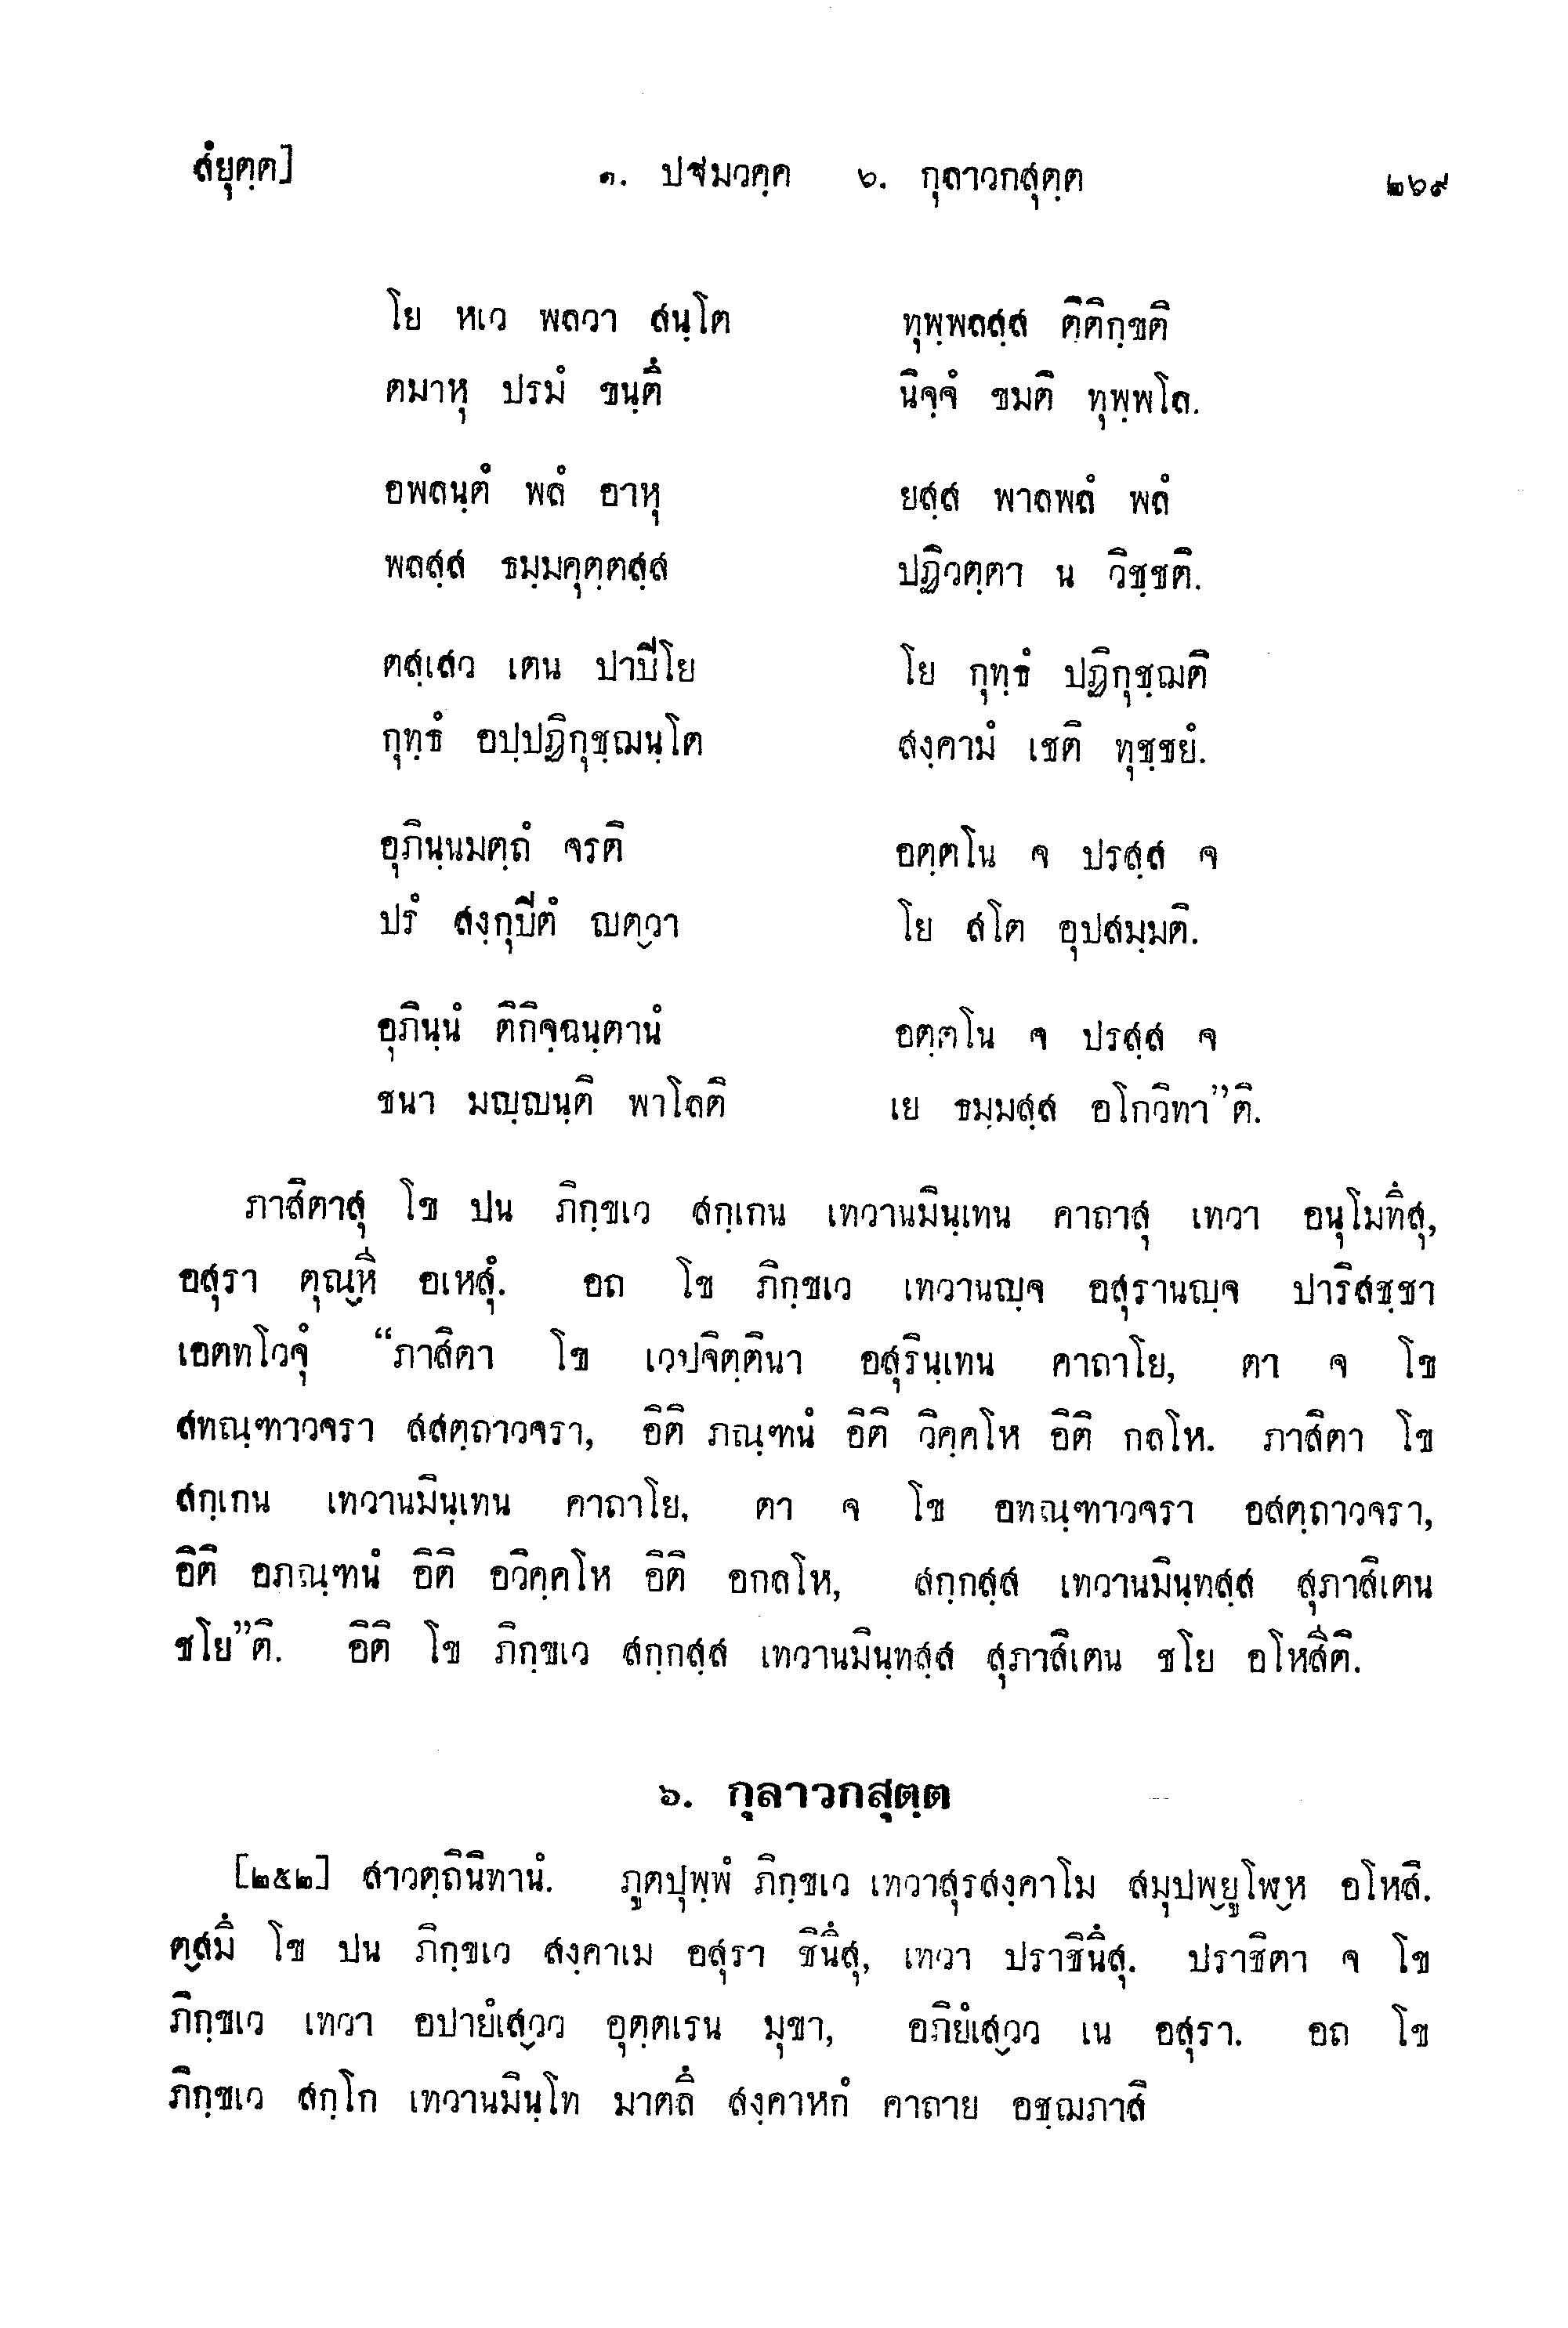 สํยุตฺต]	๑. ปฐมวคฺค ๖. กุลาวกสุตฺต	๒๖๙
โย หเว พลวา สนฺโต	ทุพฺพลสฺส ติติกฺขติ
ตมาหุ ปรมํ ขนฺตึ	นิจฺจํ ขมติ ทุพฺพโล.
อพลนฺตํ พลํ อาหุ	ยสฺส พาลพลํ พลํ
พลสฺส ธมฺมคุตฺตสฺส	ปฏิวตฺตา น วิชฺชติ.
ตสฺเสว เตน ปาปิโย	โย กุทฺธํ ปฏิกุชฺฌติ
กุทฺธํ อปฺปฏิกุชฺฌนฺโต	สงฺคามํ เชติ ทุชฺชยํ.
อุภินฺนมตฺถํ จรติ	อตฺตโน จ ปรสฺส จ
ปรํ สงฺกุปิตํ ญตฺวา	โย สโต อุปสมฺมติ.
อุภินฺนํ ติกิจฺฉนฺตานํ	อตฺตโน จ ปรสฺส จ
ชนา มญฺญนฺติ พาโลติ	เย ธมฺมสฺส อโกวิทา”ติ.
ภาสิตาสุ โข ปน ภิกฺขเว สกฺเกน เทวานมินฺเทน คาถาสุ เทวา อนุโมทึสุ,
อสุรา ตุณฺหี อเหสุํ. อถ โข ภิกฺขเว เทวานญฺจ อสุรานญฺจ ปาริสชฺชา
เอตทโวจุํ “ภาสิตา โข เวปจิตฺตินา อสุรินฺเทน คาถาโย, ตา จ โข
สทณฺฑาวจรา สสตฺถาวจรา, อิติ ภณฺฑนํ อิติ วิคฺคโห อิติ กลโห. ภาสิตา โข
สกฺเกน เทวานมินฺเทน คาถาโย, ตา จ โข อทณฺฑาวจรา อสตฺถาวจรา,
อิติ อภณฺฑนํ อิติ อวิคฺคโห อิติ อกลโห, สกฺกสฺส เทวานมินฺทสฺส สุภาสิเตน
ชโย”ติ. อิติ โข ภิกฺขเว สกฺกสฺส เทวานมินฺทสฺส สุภาสิเตน ชโย อโหสีติ.
๖. กุลาวกสุตฺต
[๒๕๒] สาวตฺถินิทานํ. ภูตปุพฺพํ ภิกฺขเว เทวาสุรสงฺคาโม สมุปพฺยูโฬฺห อโหสิ.
ตสฺมึ โข ปน ภิกฺขเว สงฺคาเม อสุรา ชินึสุ, เทวา ปราชินึสุ. ปราชิตา จ โข
ภิกฺขเว เทวา อปายํเสฺวว อุตฺตเรน มุขา, อภิยํเสฺวว เน อสุรา. อถ โข
ภิกฺขเว สกฺโก เทวานมินฺโท มาตลึ สงฺคาหกํ คาถาย อชฺฌภาสิ